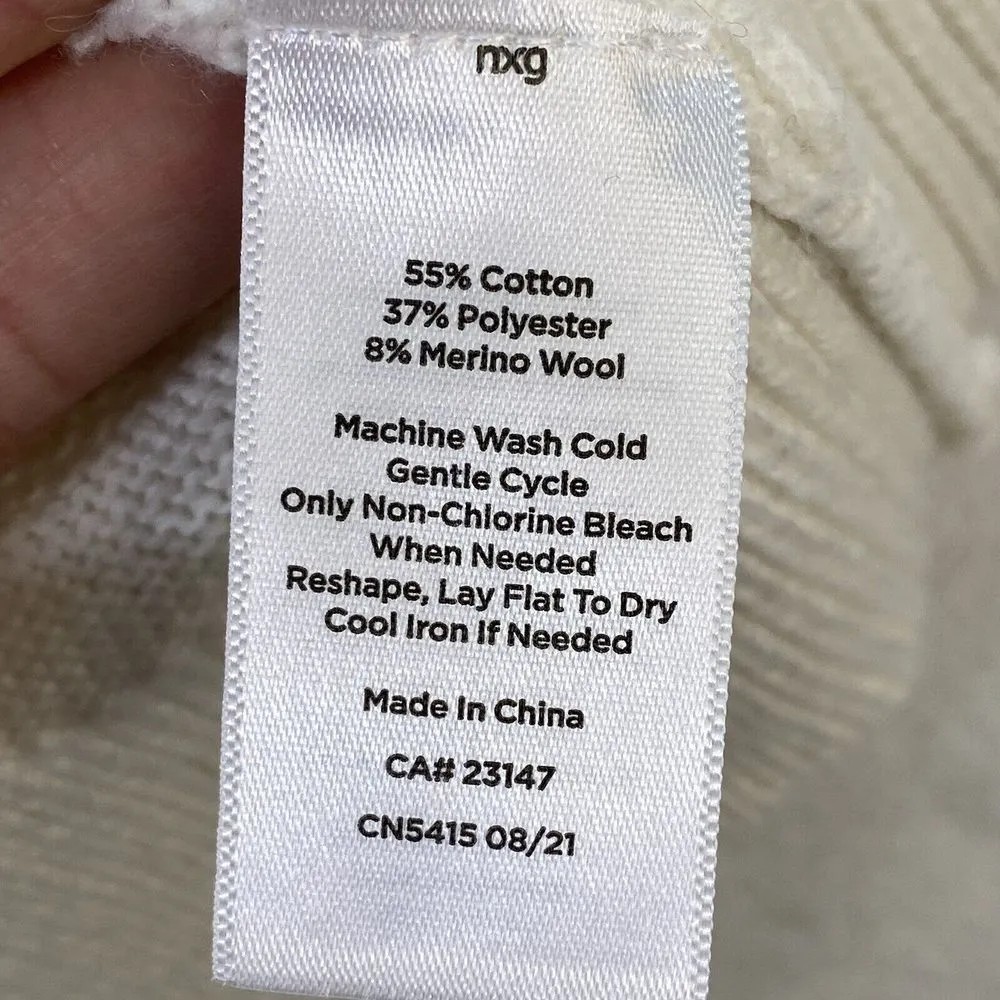 nxg
55% Cotton
37% Polyester
8% Merino Wool
Machine Wash Cold
Gentle Cycle
Only Non-Chlorine Bleach
When Needed
Reshape, Lay Flat To Dry
Cool Iron If Needed
Made In China
CA# 23147
CN5415 08/21